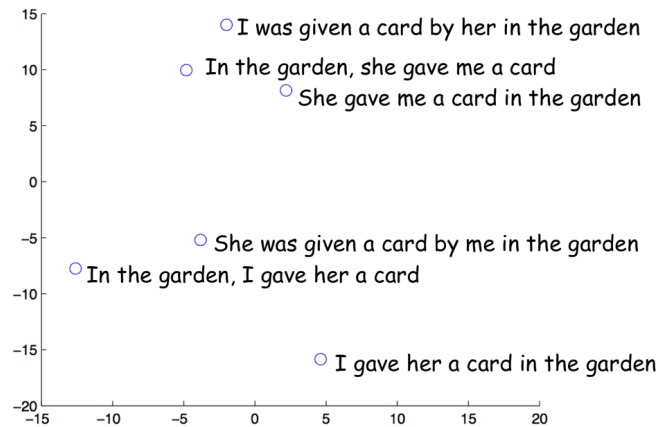 15
I was given a card by her in the garden
10
In the garden, she gave me a card
She gave me a card in the garden
5
0
−5
She was given a card by me in the garden
In the garden, I gave her a card
−10
−15
I gave her a card in the garden
−20
−15 −10 −5 0 5 10 15 20